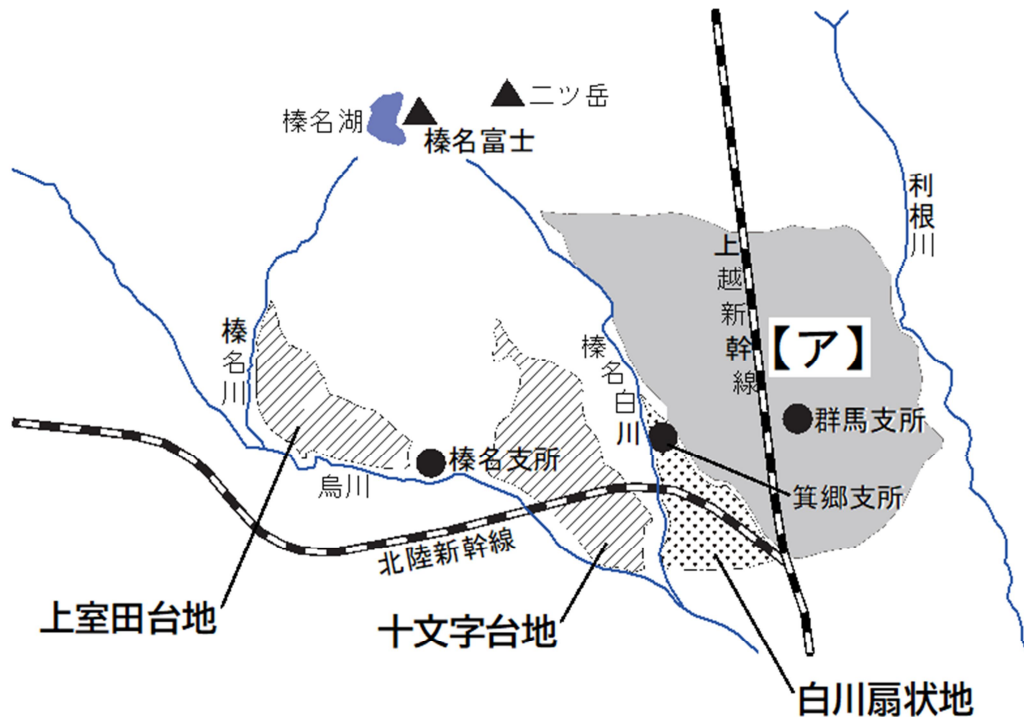 二ツ岳
榛名湖
榛名富士
利根川
上越新幹線
【ア】
榛名川
榛名白川
群馬支所
榛名支所
烏川
箕郷支所
北陸新幹線
上室田台地
十文字台地
白川扇状地